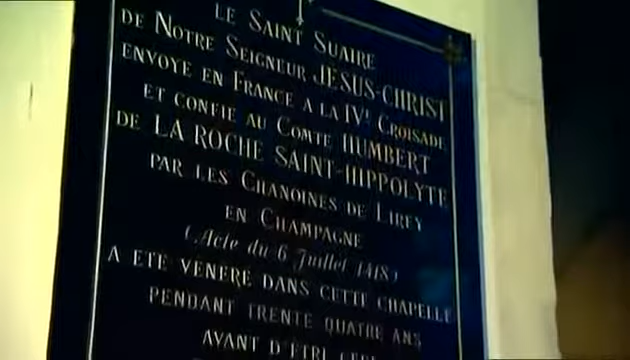 LE SAINT SUAIRE
DE NOTRE SEIGNEUR JESUS-CHRIST
ENVOYE EN FRANCE A LA IVE CROISADE
ET CONFIE AU COMTE HUMBERT
DE LA ROCHE SAINT-HIPPOLYTE
PAR LES CHANOINES DE LIREY
EN CHAMPAGNE
(Acte du 6 Juillet 1418)
A ETE VENERE DANS CETTE CHAPELLE
PENDANT TRENTE QUATRE ANS
AVANT D'ÊTRE